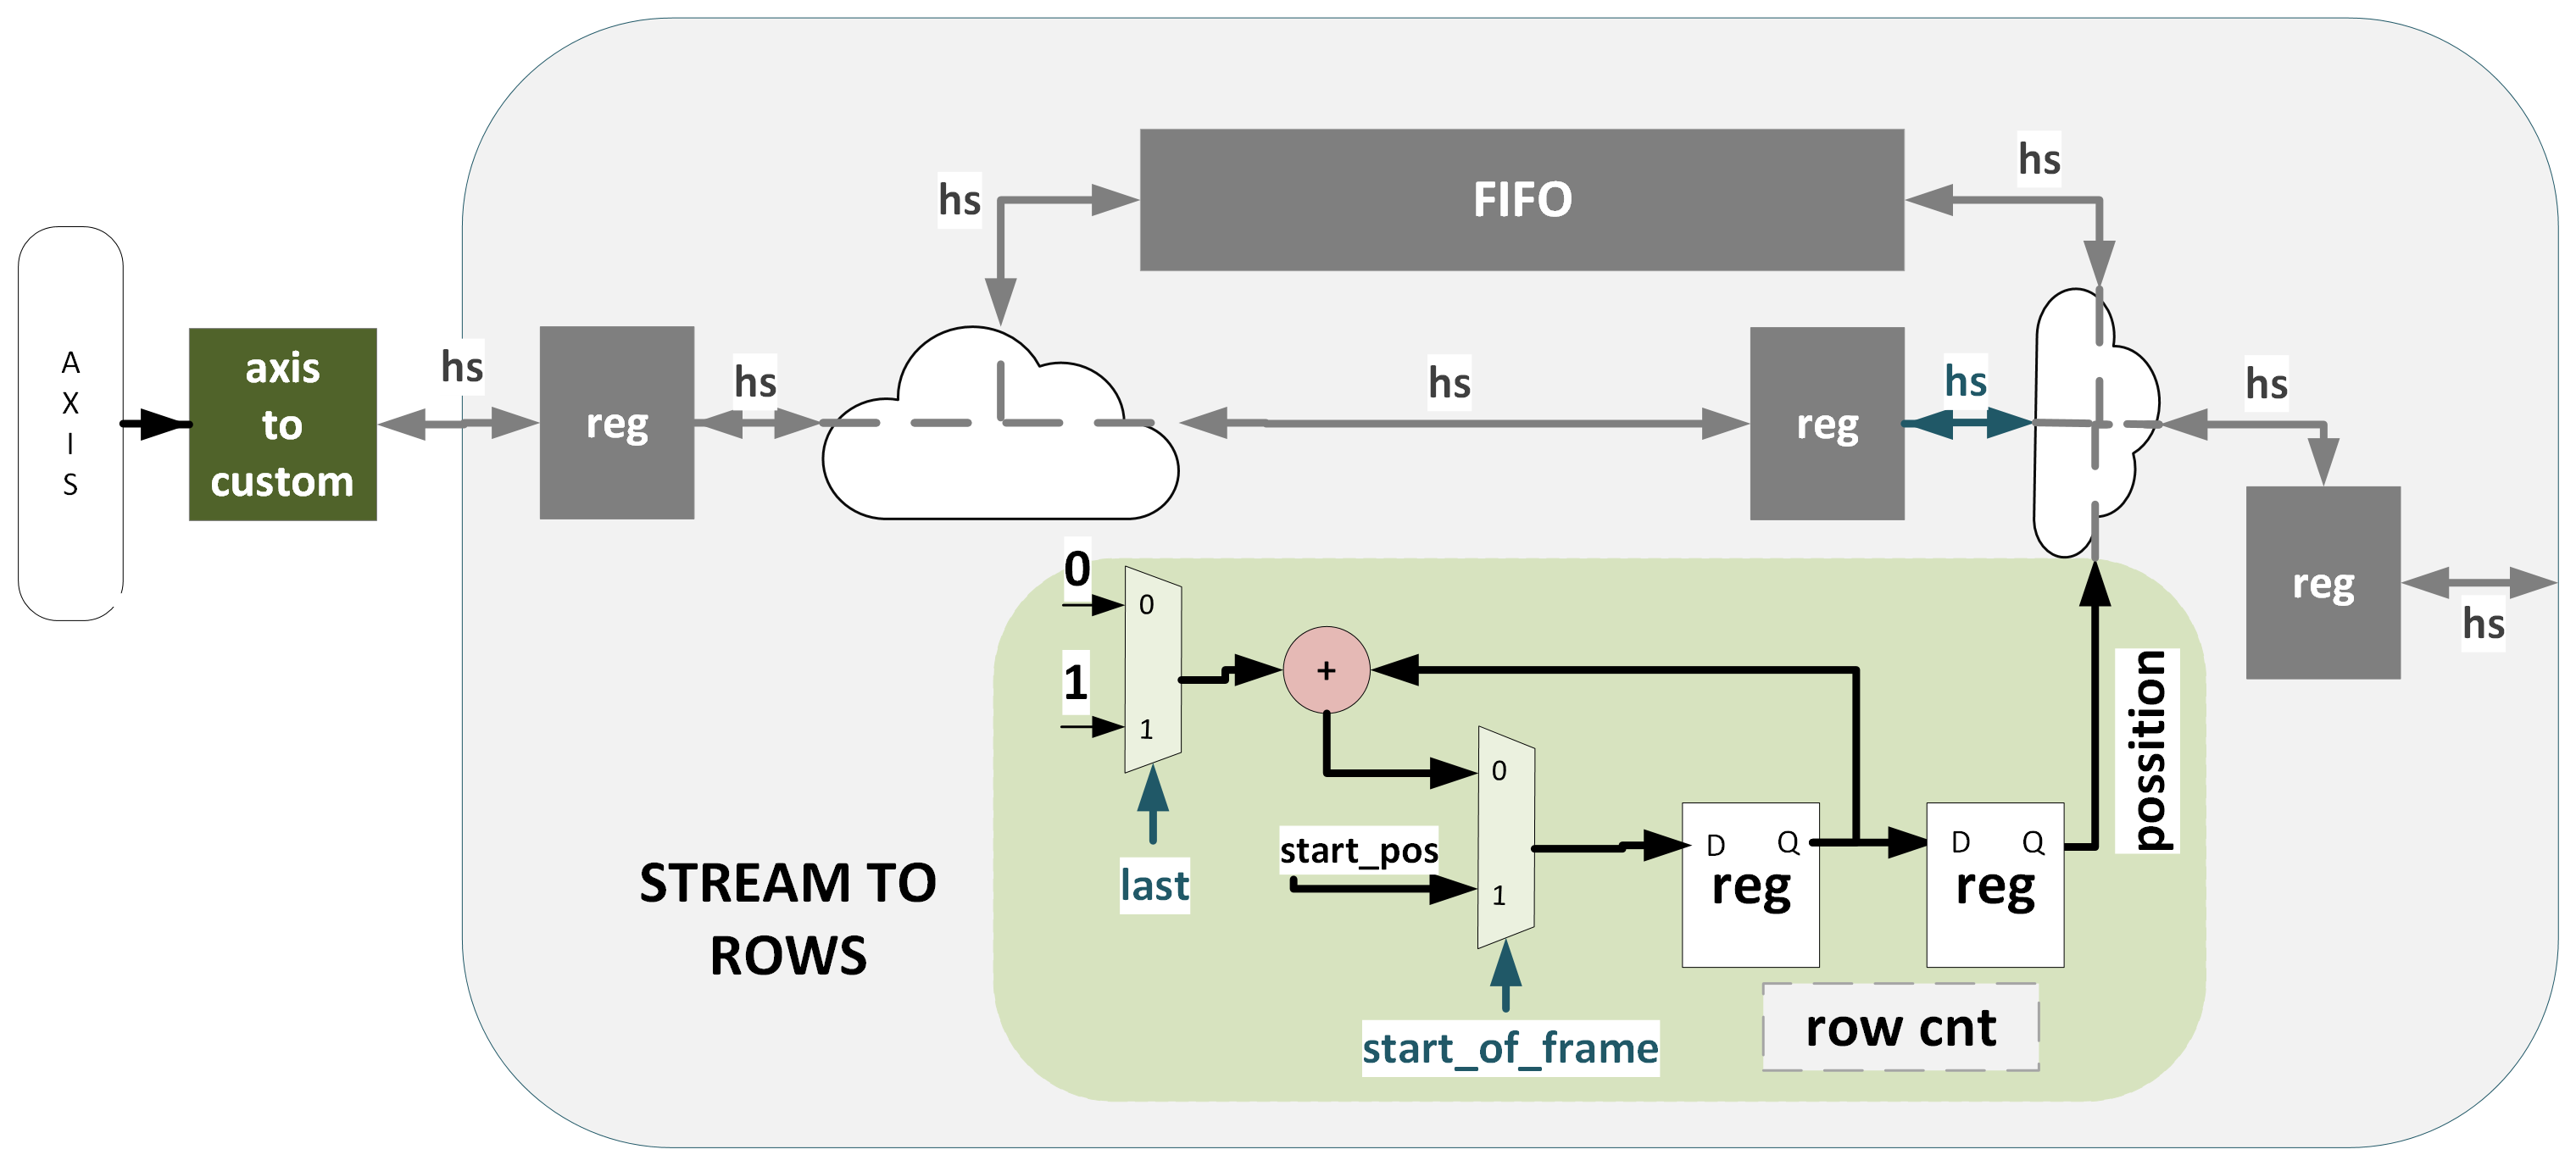 A
X
I
S
axis
to
custom
hs
reg
hs
hs
FIFO
hs
hs
reg
hs
hs
reg
hs
0
0
1
1
+
last
start_pos
0
1
start_of_frame
D Q
reg
D Q
reg
row cnt
possition
STREAM TO
ROWS